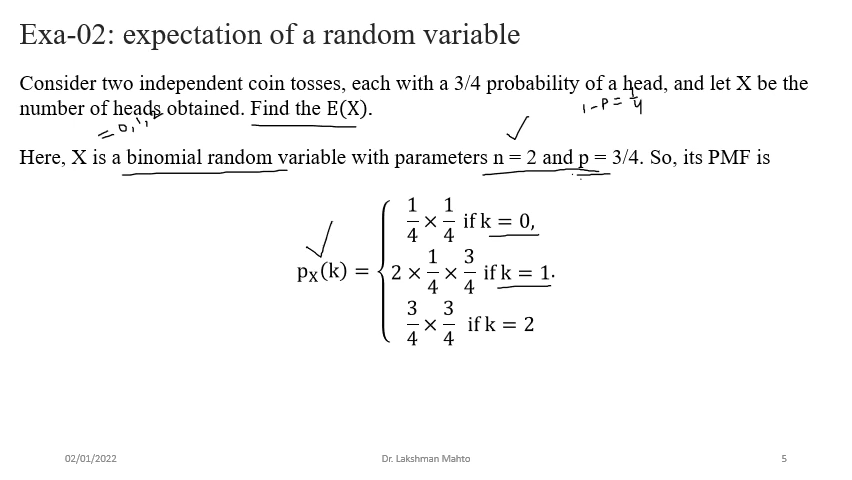 Exa-02: expectation of a random variable
Consider two independent coin tosses, each with a 3/4 probability of a head, and let X be the
number of heads obtained. Find the E(X).
1-P = 1/4
= 0, 1, 2
Here, X is a binomial random variable with parameters n = 2 and p = 3/4. So, its PMF is
1/4 × 1/4 if k = 0,
pX(k) = { 2 × 1/4 × 3/4 if k = 1.
3/4 × 3/4 if k = 2
02/01/2022 Dr. Lakshman Mahto 5